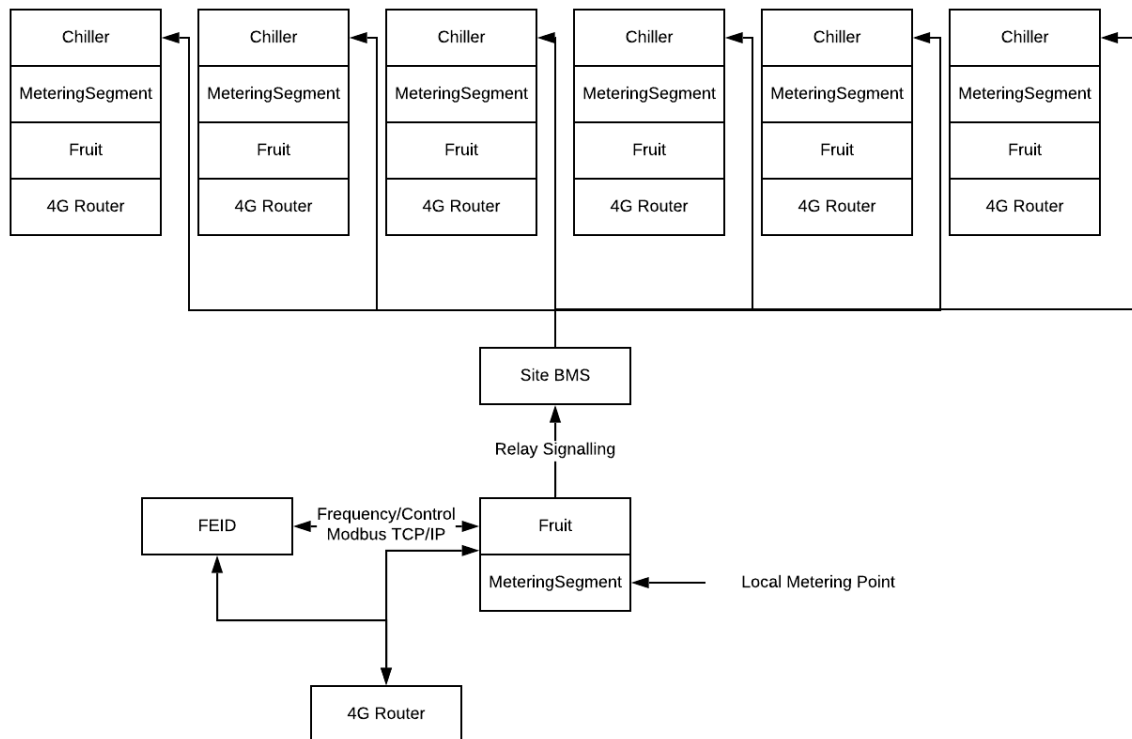 Chiller
Chiller
Chiller
Chiller
Chiller
Chiller
MeteringSegment
MeteringSegment
MeteringSegment
MeteringSegment
MeteringSegment
MeteringSegment
Fruit
Fruit
Fruit
Fruit
Fruit
Fruit
4G Router
4G Router
4G Router
4G Router
4G Router
4G Router
Site BMS
Relay Signalling
FEID
Frequency/Control
Modbus TCP/IP
Fruit
MeteringSegment
Local Metering Point
4G Router